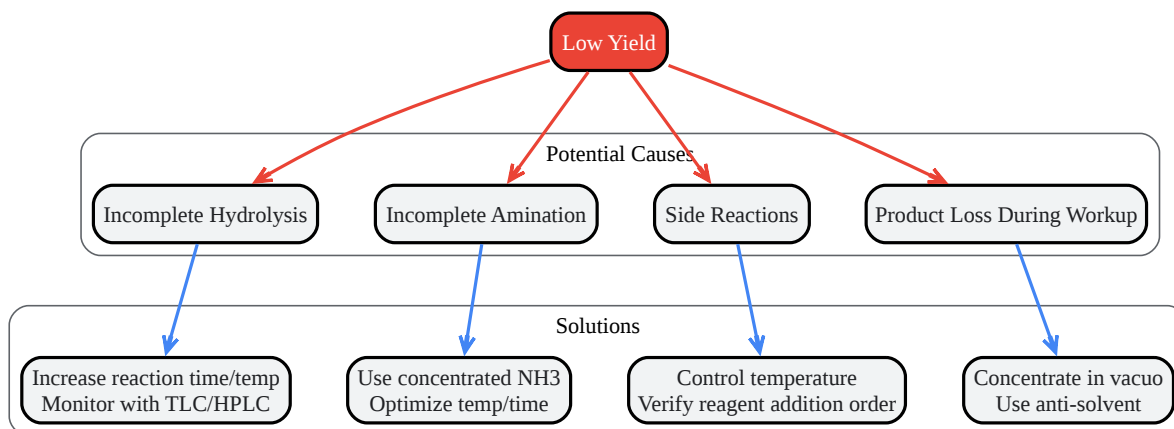 Low Yield
Potential Causes
Incomplete Hydrolysis
Incomplete Amination
Side Reactions
Product Loss During Workup
Solutions
Increase reaction time/temp
Monitor with TLC/HPLC
Use concentrated NH3
Optimize temp/time
Control temperature
Verify reagent addition order
Concentrate in vacuo
Use anti-solvent